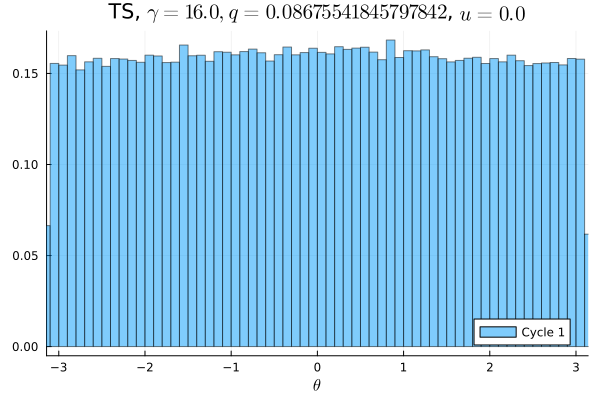 TS, γ = 16.0, q = 0.08675541845797842, u = 0.0
0.15
0.10
0.05
0.00
Cycle 1
−3 −2 −1 0 1 2 3
θ